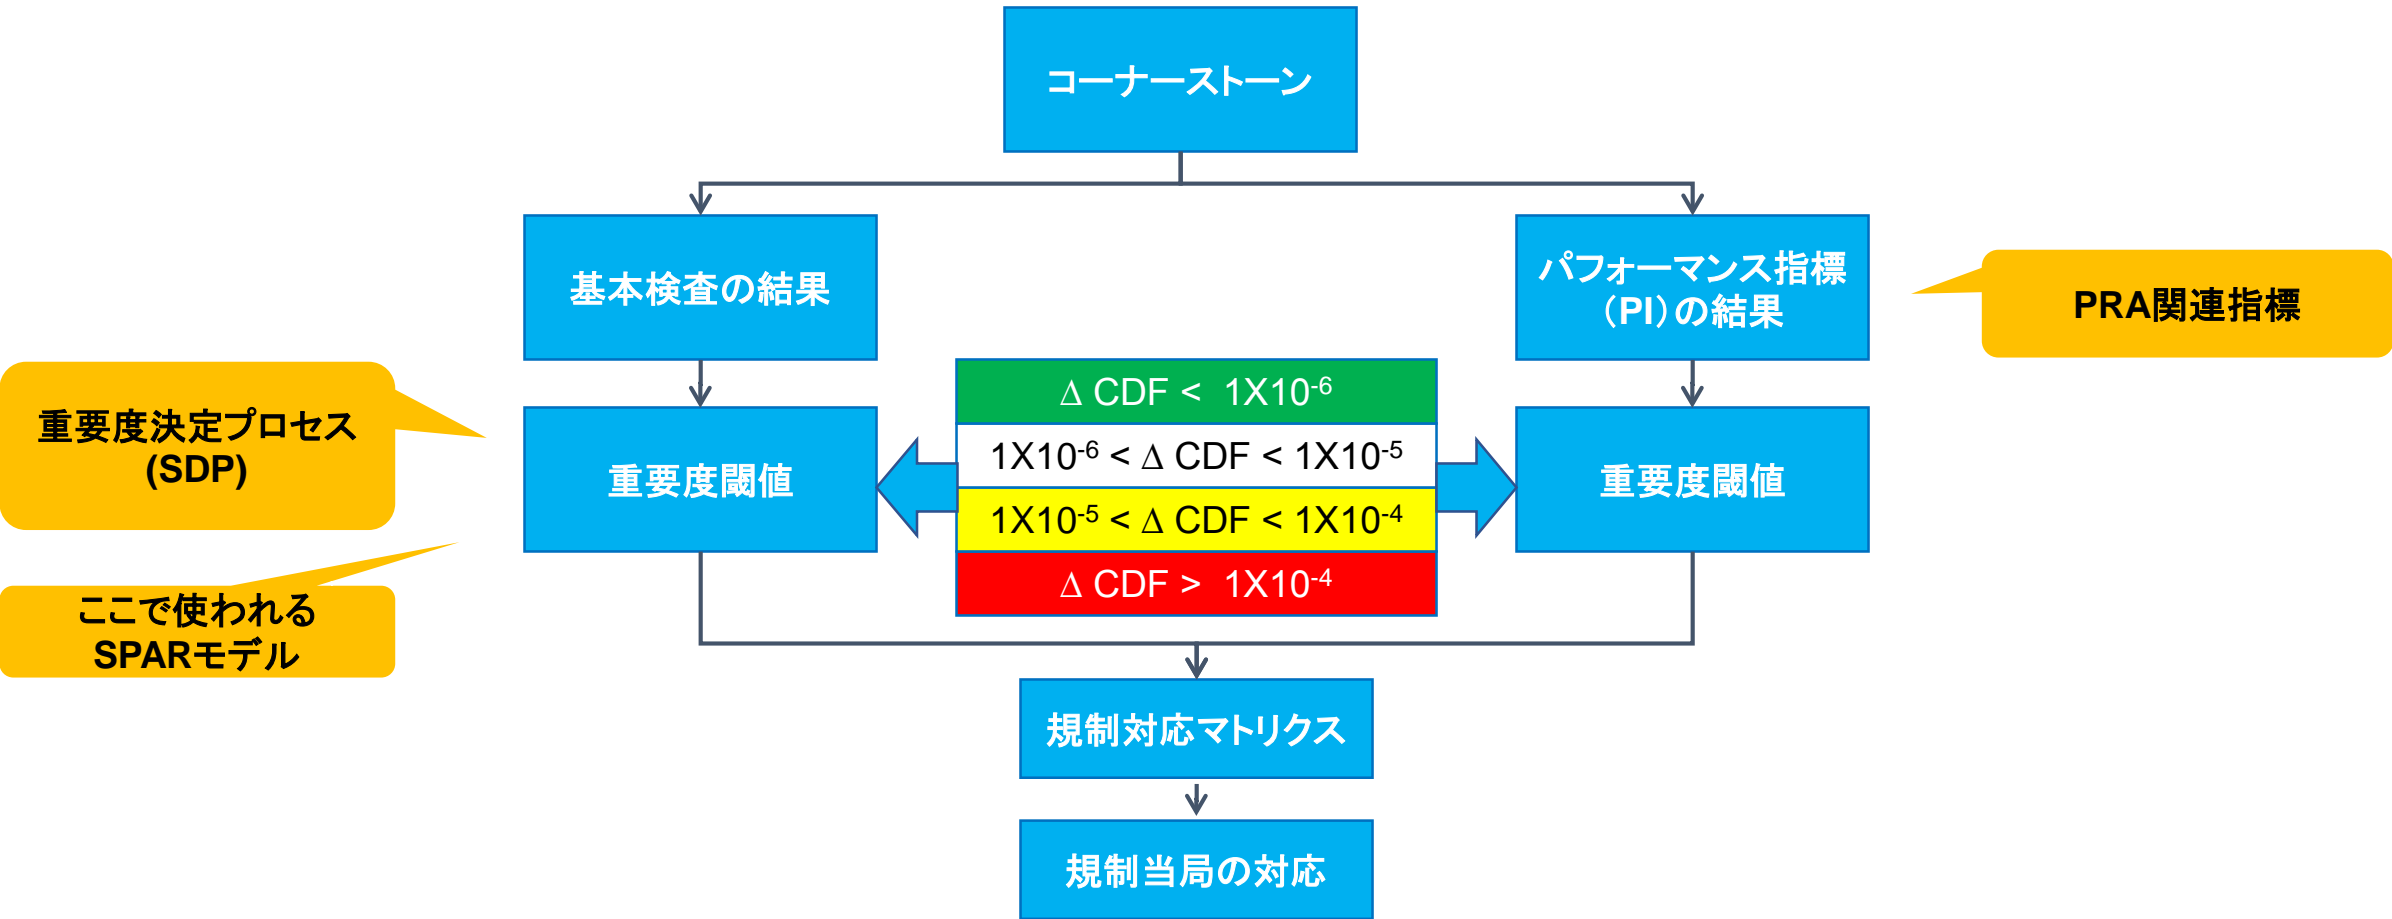 コーナーストーン
基本検査の結果
パフォーマンス指標
（PI）の結果
PRA関連指標
重要度決定プロセス
(SDP)
重要度閾値
Δ CDF < 1X10⁻⁶
1X10⁻⁶ < Δ CDF < 1X10⁻⁵
1X10⁻⁵ < Δ CDF < 1X10⁻⁴
Δ CDF > 1X10⁻⁴
重要度閾値
ここで使われる
SPARモデル
規制対応マトリクス
規制当局の対応